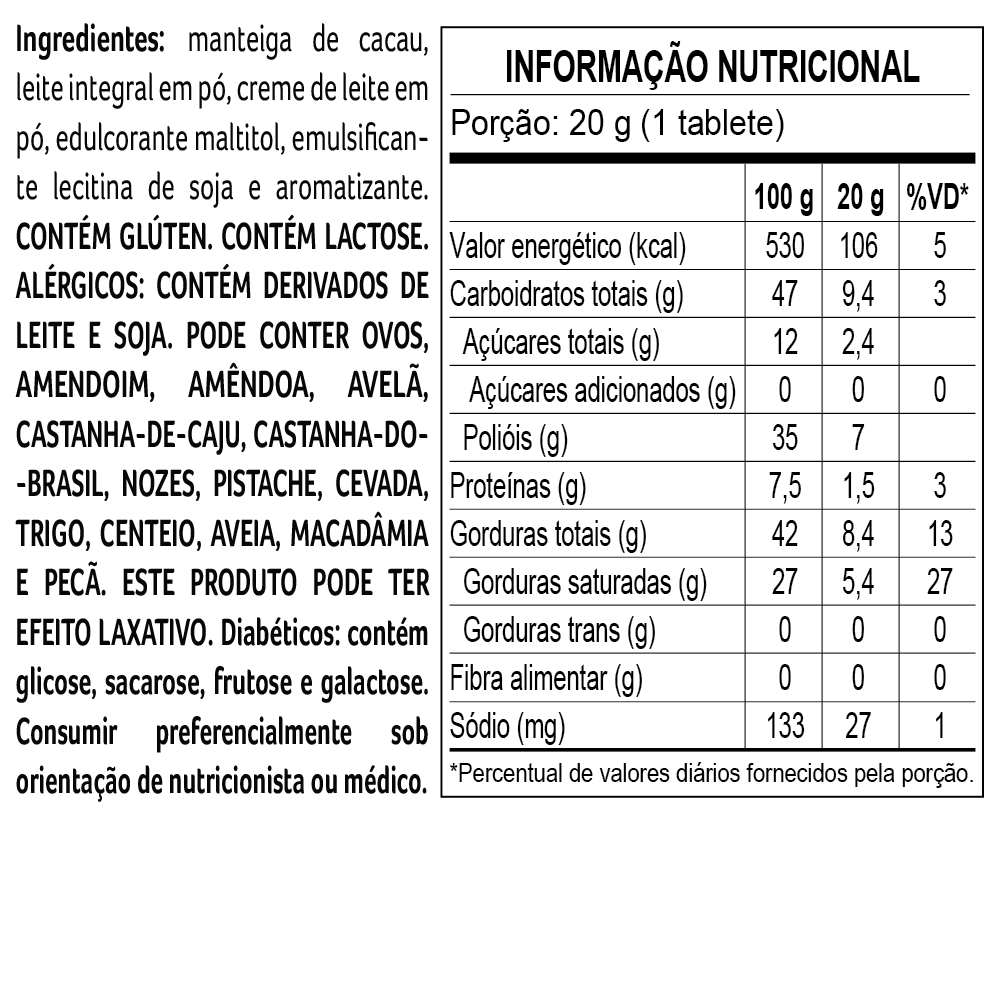 Ingredientes: manteiga de cacau,
leite integral em pó, creme de leite em
pó, edulcorante maltitol, emulsifican-
te lecitina de soja e aromatizante.
CONTÉM GLÚTEN. CONTÉM LACTOSE.
ALÉRGICOS: CONTÉM DERIVADOS DE
LEITE E SOJA. PODE CONTER OVOS,
AMENDOIM, AMÊNDOA, AVELÃ,
CASTANHA-DE-CAJU, CASTANHA-DO-
-BRASIL, NOZES, PISTACHE, CEVADA,
TRIGO, CENTEIO, AVEIA, MACADÂMIA
E PECÃ. ESTE PRODUTO PODE TER
EFEITO LAXATIVO. Diabéticos: contém
glicose, sacarose, frutose e galactose.
Consumir preferencialmente sob
orientação de nutricionista ou médico.
INFORMAÇÃO NUTRICIONAL
Porção: 20 g (1 tablete)
100 g 20 g %VD*
Valor energético (kcal) 530 106 5
Carboidratos totais (g) 47 9,4 3
Açúcares totais (g) 12 2,4
Açúcares adicionados (g) 0 0 0
Polióis (g) 35 7
Proteínas (g) 7,5 1,5 3
Gorduras totais (g) 42 8,4 13
Gorduras saturadas (g) 27 5,4 27
Gorduras trans (g) 0 0 0
Fibra alimentar (g) 0 0 0
Sódio (mg) 133 27 1
*Percentual de valores diários fornecidos pela porção.